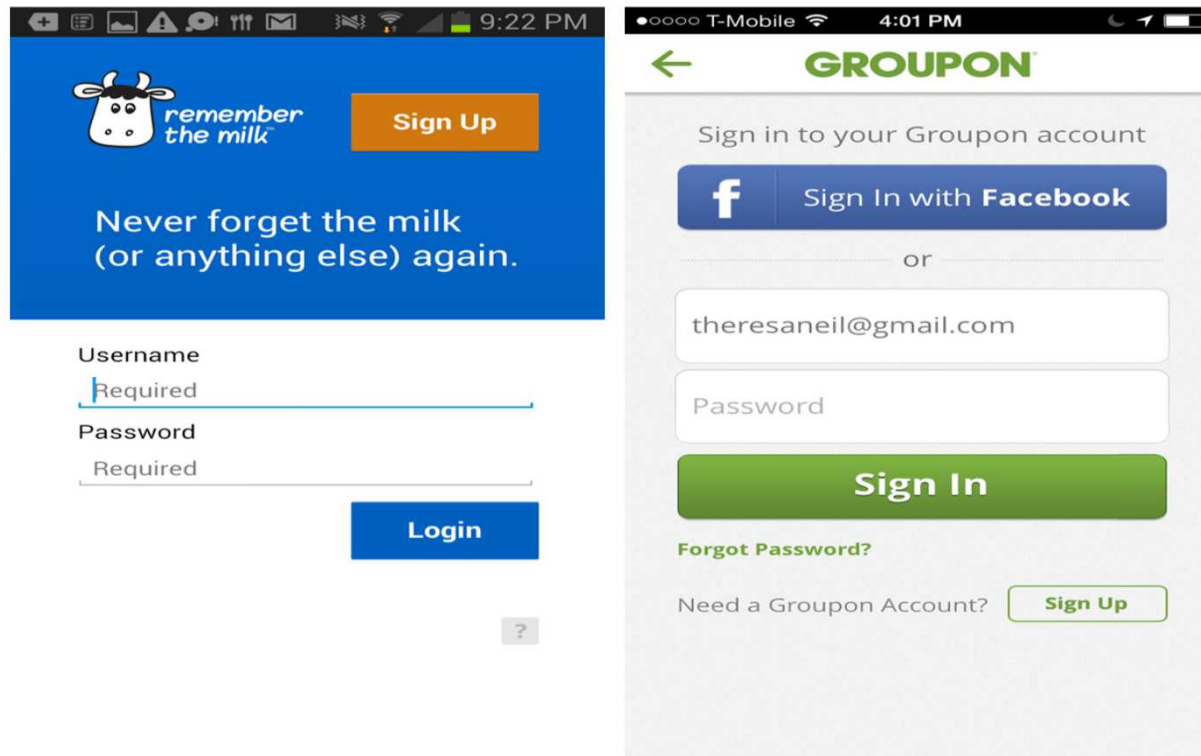 9:22 PM
remember
the milk™
Sign Up
Never forget the milk
(or anything else) again.
Username
Required
Password
Required
Login
?
T-Mobile 4:01 PM
GROUPON
Sign in to your Groupon account
f Sign In with Facebook
or
theresaneil@gmail.com
Password
Sign In
Forgot Password?
Need a Groupon Account? Sign Up